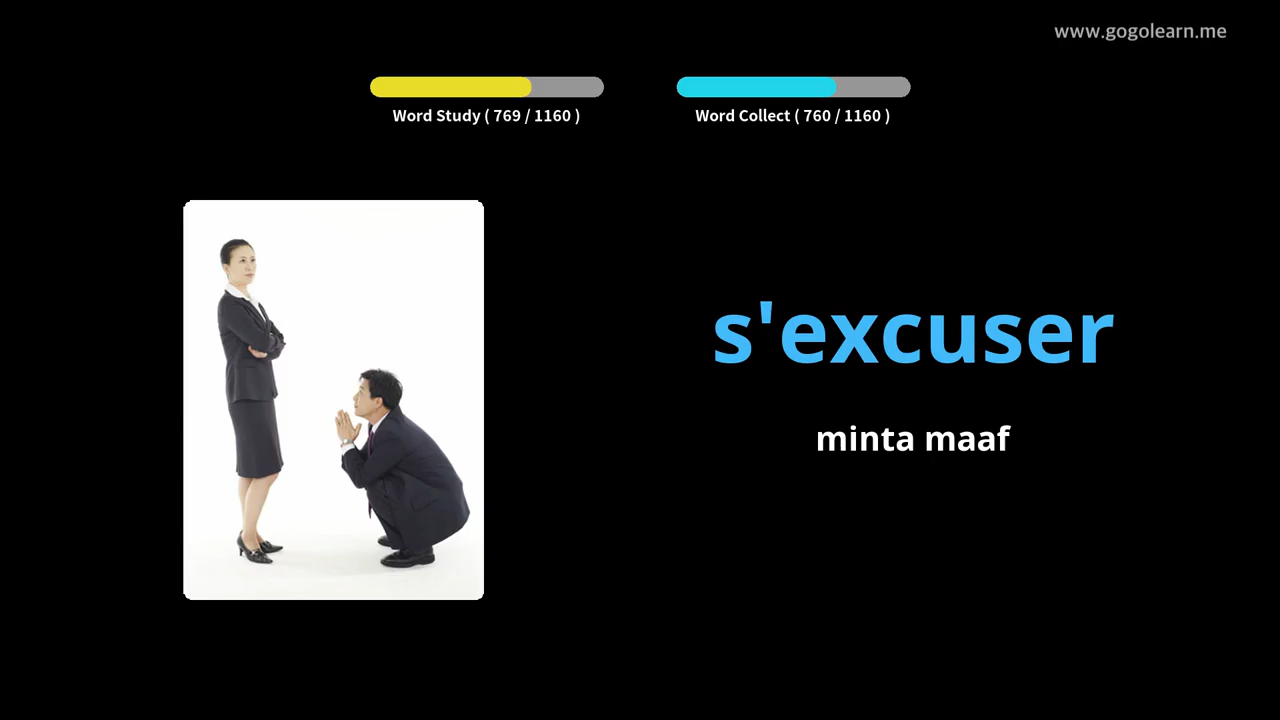 www.gogolearn.me
Word Study ( 769 / 1160 )
Word Collect ( 760 / 1160 )
s'excuser
minta maaf